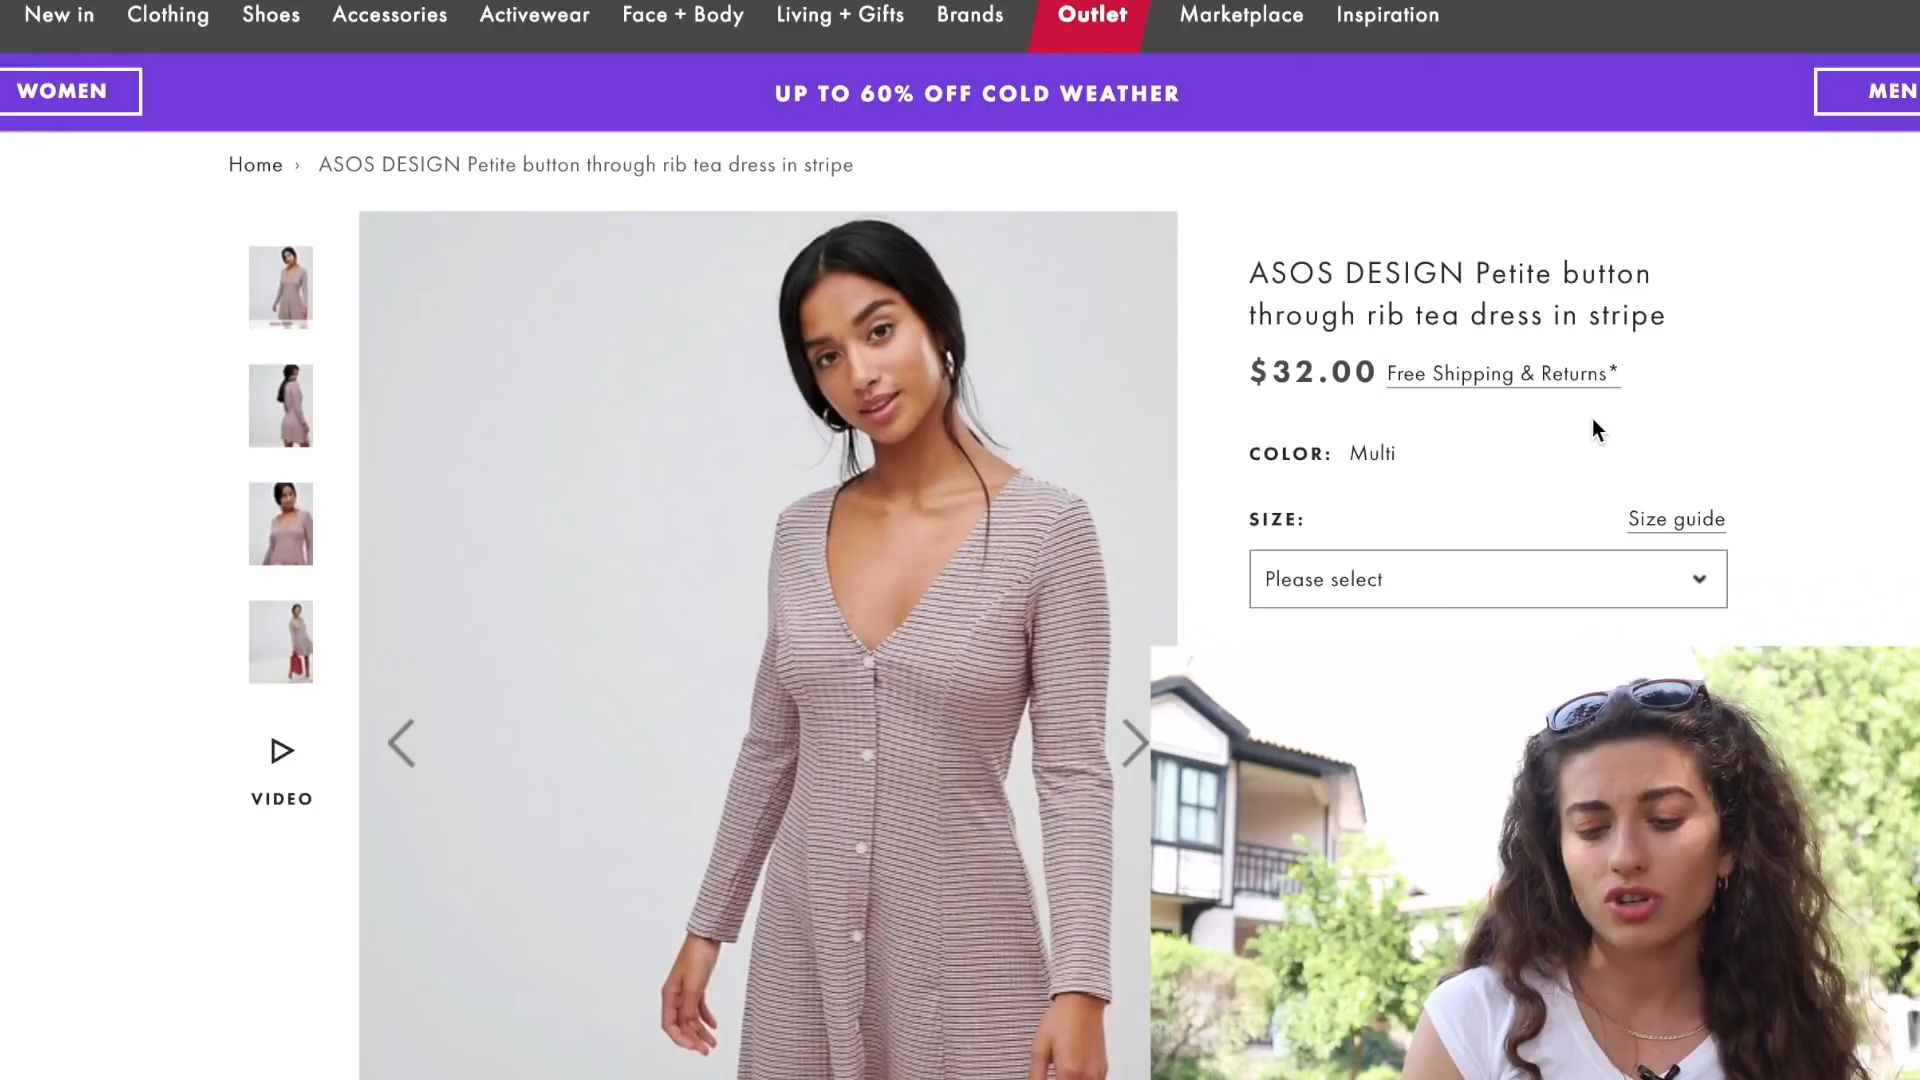 New in Clothing Shoes Accessories Activewear Face + Body Living + Gifts Brands Outlet Marketplace Inspiration
WOMEN
UP TO 60% OFF COLD WEATHER
MEN
Home › ASOS DESIGN Petite button through rib tea dress in stripe
ASOS DESIGN Petite button
through rib tea dress in stripe
$32.00 Free Shipping & Returns*
COLOR: Multi
SIZE: Size guide
Please select
VIDEO